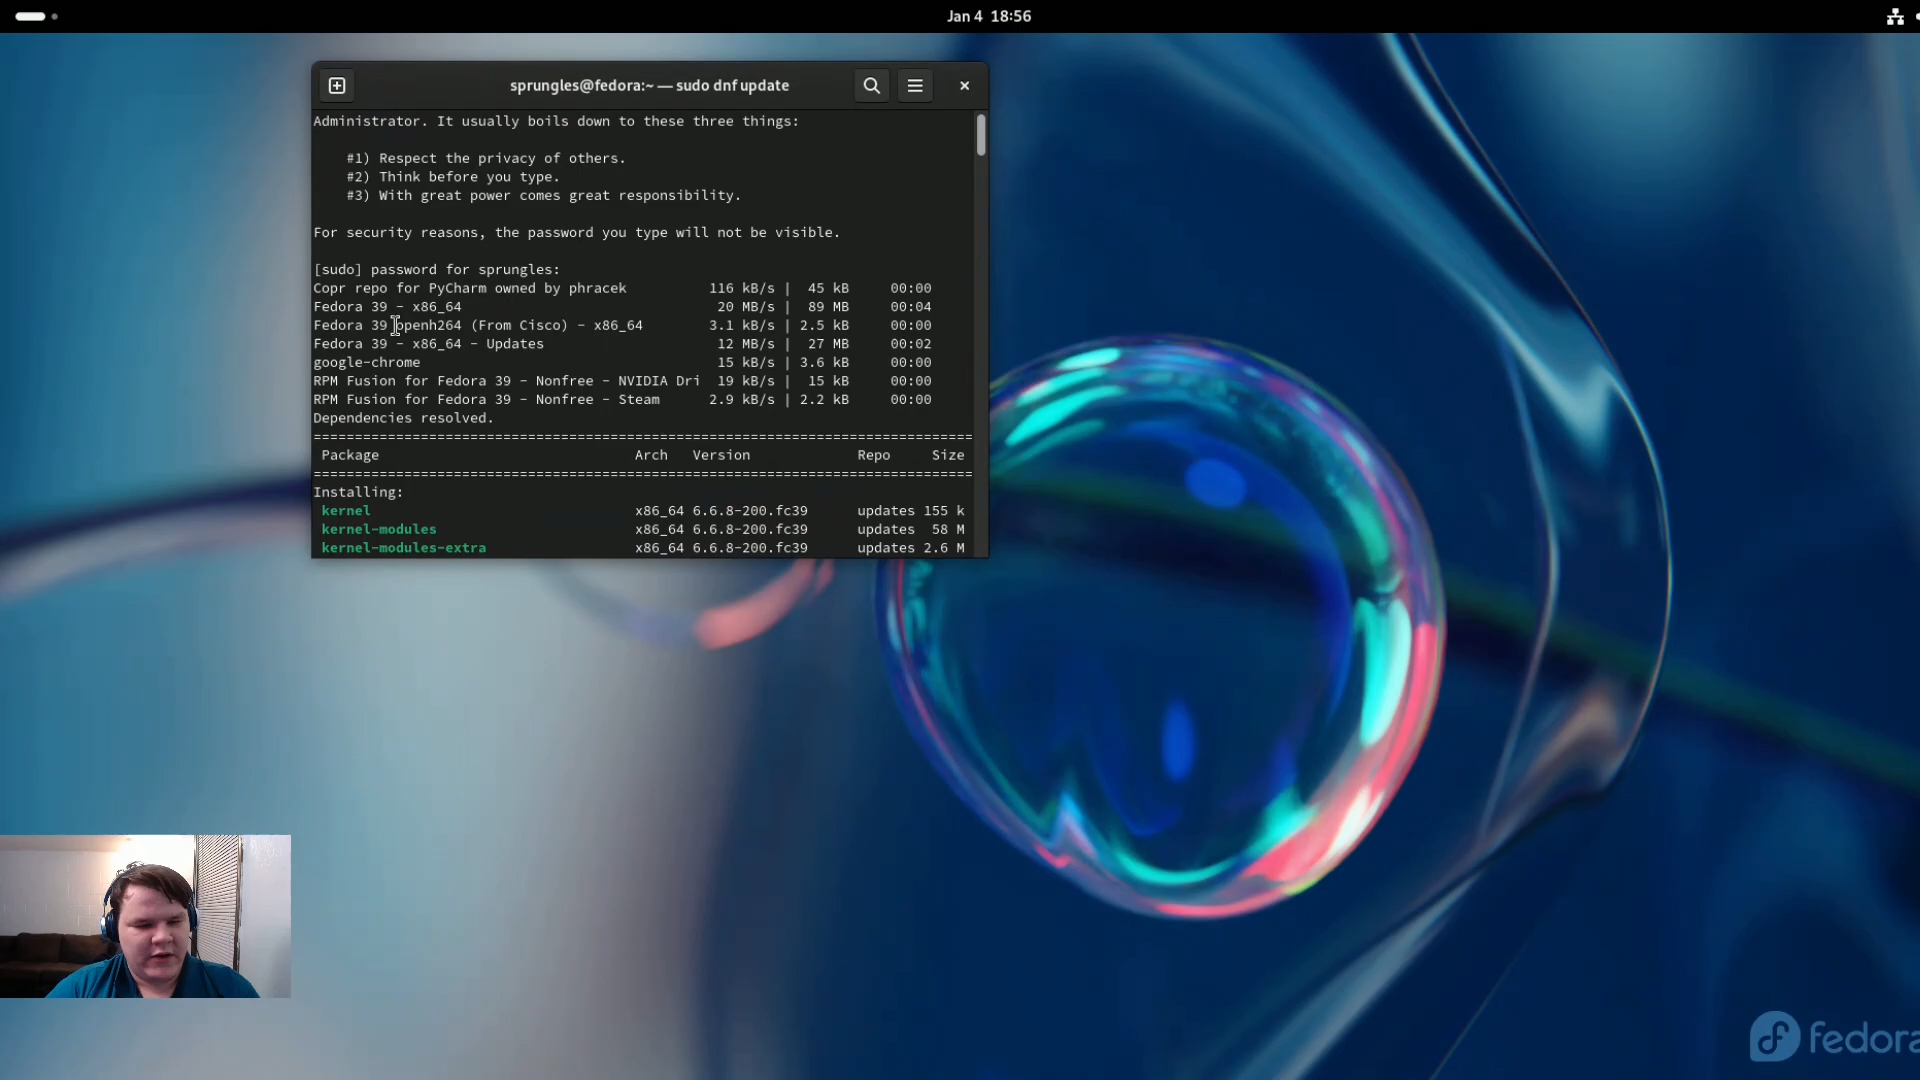 Jan 4 18:56
sprungles@fedora:~ — sudo dnf update
Administrator. It usually boils down to these three things:
#1) Respect the privacy of others.
#2) Think before you type.
#3) With great power comes great responsibility.
For security reasons, the password you type will not be visible.
[sudo] password for sprungles:
Copr repo for PyCharm owned by phracek 116 kB/s | 45 kB 00:00
Fedora 39 - x86_64 20 MB/s | 89 MB 00:04
Fedora 39 openh264 (From Cisco) - x86_64 3.1 kB/s | 2.5 kB 00:00
Fedora 39 - x86_64 - Updates 12 MB/s | 27 MB 00:02
google-chrome 15 kB/s | 3.6 kB 00:00
RPM Fusion for Fedora 39 - Nonfree - NVIDIA Dri 19 kB/s | 15 kB 00:00
RPM Fusion for Fedora 39 - Nonfree - Steam 2.9 kB/s | 2.2 kB 00:00
Dependencies resolved.
================================================================================
Package Arch Version Repo Size
================================================================================
Installing:
kernel x86_64 6.6.8-200.fc39 updates 155 k
kernel-modules x86_64 6.6.8-200.fc39 updates 58 M
kernel-modules-extra x86_64 6.6.8-200.fc39 updates 2.6 M
fedora